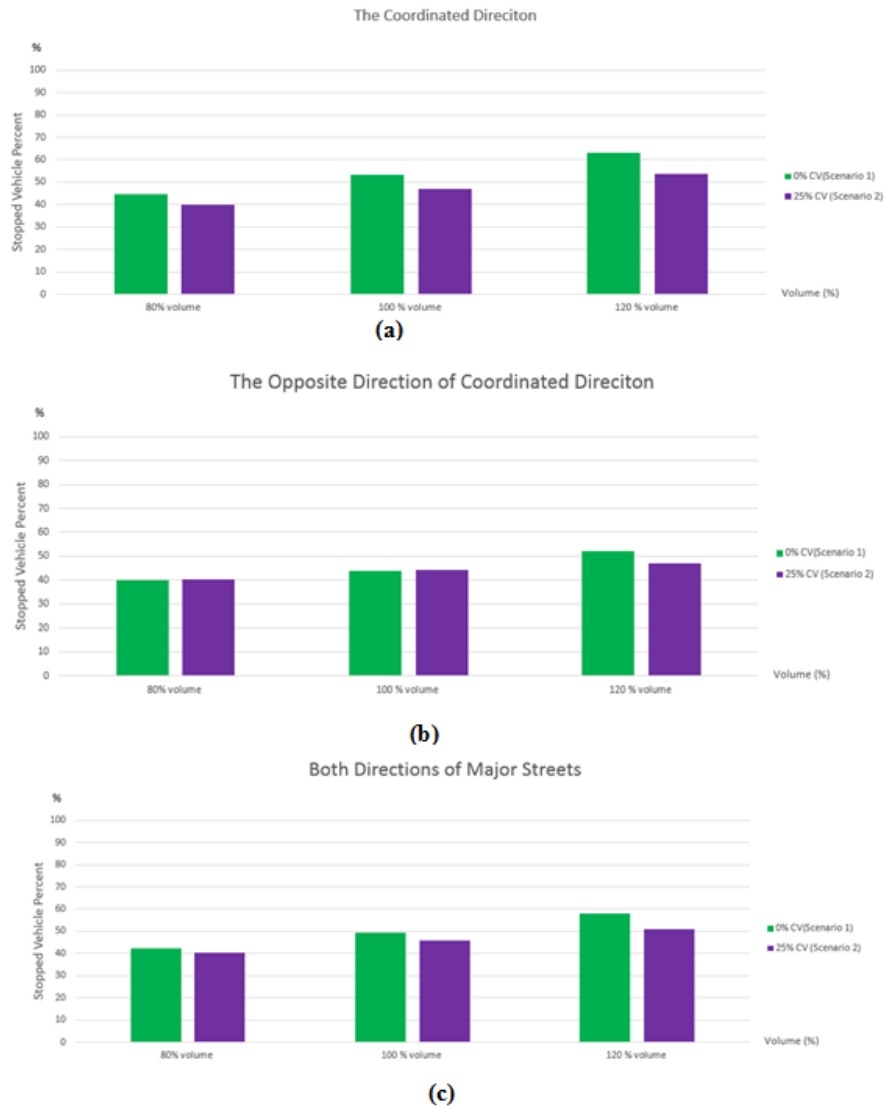 The Coordinated Direciton
%
Stopped Vehicle Percent
100
90
80
70
60
50
40
30
20
10
0
80% volume
100 % volume
120 % volume
Volume (%)
0% CV(Scenario 1)
25% CV (Scenario 2)
(a)
The Opposite Direction of Coordinated Direciton
%
Stopped Vehicle Percent
100
90
80
70
60
50
40
30
20
10
0
80% volume
100 % volume
120 % volume
Volume (%)
0% CV(Scenario 1)
25% CV (Scenario 2)
(b)
Both Directions of Major Streets
%
Stopped Vehicle Percent
100
90
80
70
60
50
40
30
20
10
0
80% volume
100 % volume
120 % volume
Volume (%)
0% CV(Scenario 1)
25% CV (Scenario 2)
(c)